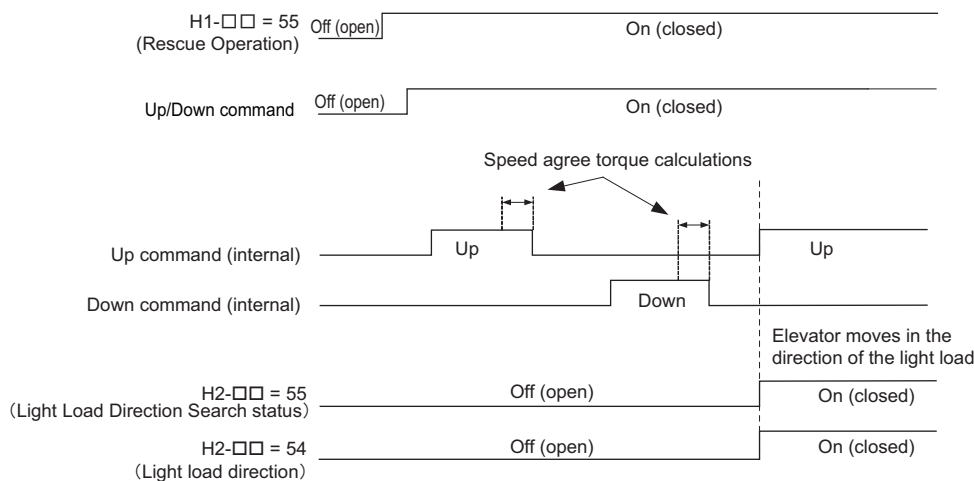 H1-□□ = 55
(Rescue Operation)
Off (open)
On (closed)
Up/Down command
Off (open)
On (closed)
Speed agree torque calculations
Up command (internal)
Up
Up
Down command (internal)
Down
Elevator moves in the
direction of the light load
H2-□□ = 55
(Light Load Direction Search status)
Off (open)
On (closed)
H2-□□ = 54
(Light load direction)
Off (open)
On (closed)